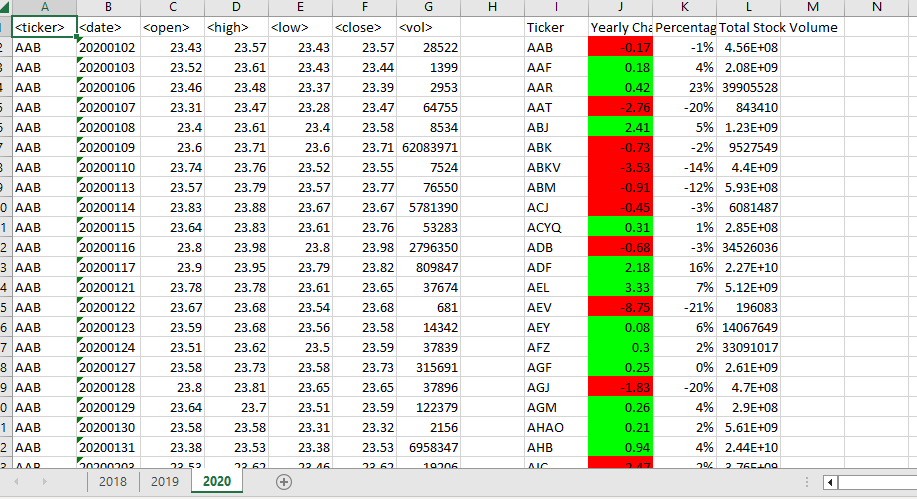 A B C D E F G H I J K L M N
<ticker> <date> <open> <high> <low> <close> <vol> Ticker Yearly Cha Percentag Total Stock Volume
2 AAB 20200102 23.43 23.57 23.43 23.57 28522 AAB -0.17 -1% 4.56E+08
3 AAB 20200103 23.52 23.61 23.43 23.44 1399 AAF 0.18 4% 2.08E+09
4 AAB 20200106 23.46 23.48 23.37 23.39 2953 AAR 0.42 23% 39905528
5 AAB 20200107 23.31 23.47 23.28 23.47 64755 AAT -2.76 -20% 843410
6 AAB 20200108 23.4 23.61 23.4 23.58 8534 ABJ 2.41 5% 1.23E+09
7 AAB 20200109 23.6 23.71 23.6 23.71 62083971 ABK -0.73 -2% 9527549
8 AAB 20200110 23.74 23.76 23.52 23.55 7524 ABKV -3.53 -14% 4.4E+09
9 AAB 20200113 23.57 23.79 23.57 23.77 76550 ABM -0.91 -12% 5.93E+08
0 AAB 20200114 23.83 23.88 23.67 23.67 5781390 ACJ -0.45 -3% 6081487
1 AAB 20200115 23.64 23.83 23.61 23.76 53283 ACYQ 0.31 1% 2.85E+08
2 AAB 20200116 23.8 23.98 23.8 23.98 2796350 ADB -0.68 -3% 34526036
3 AAB 20200117 23.9 23.95 23.79 23.82 809847 ADF 2.18 16% 2.27E+10
4 AAB 20200121 23.78 23.78 23.61 23.65 37674 AEL 3.33 7% 5.12E+09
5 AAB 20200122 23.67 23.68 23.54 23.68 681 AEV -8.75 -21% 196083
6 AAB 20200123 23.59 23.68 23.56 23.58 14342 AEY 0.08 6% 14067649
7 AAB 20200124 23.51 23.62 23.5 23.59 37839 AFZ 0.3 2% 33091017
8 AAB 20200127 23.58 23.73 23.58 23.73 315691 AGF 0.25 0% 2.61E+09
9 AAB 20200128 23.8 23.81 23.65 23.65 37896 AGJ -1.83 -20% 4.7E+08
0 AAB 20200129 23.64 23.7 23.51 23.59 122379 AGM 0.26 4% 2.9E+08
1 AAB 20200130 23.58 23.58 23.31 23.32 2156 AHAO 0.21 2% 5.61E+09
2 AAB 20200131 23.38 23.53 23.38 23.53 6958347 AHB 0.94 4% 2.44E+10
3 AAB 20200203 23.53 23.62 23.46 23.62 19206 AIC -2.47 2% 3.76E+09
2018 2019 2020